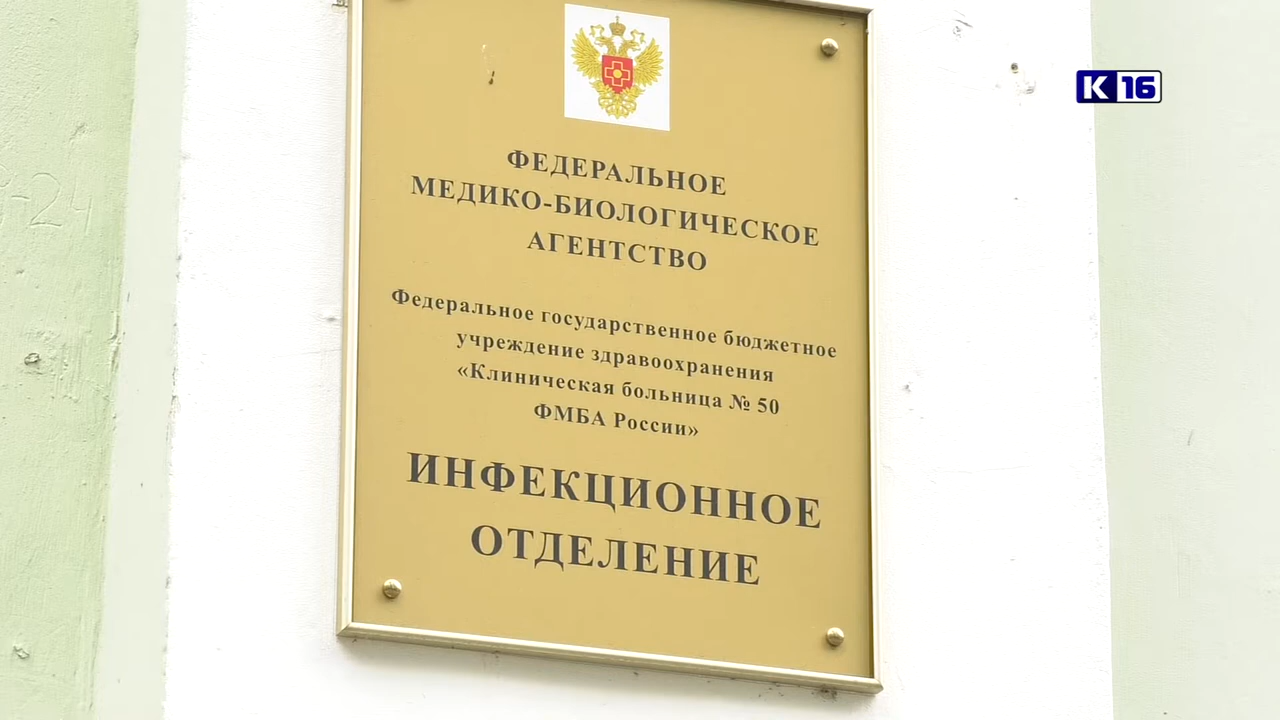 К 16
ФЕДЕРАЛЬНОЕ
МЕДИКО-БИОЛОГИЧЕСКОЕ
АГЕНТСТВО
Федеральное государственное бюджетное
учреждение здравоохранения
«Клиническая больница № 50
ФМБА России»
ИНФЕКЦИОННОЕ
ОТДЕЛЕНИЕ